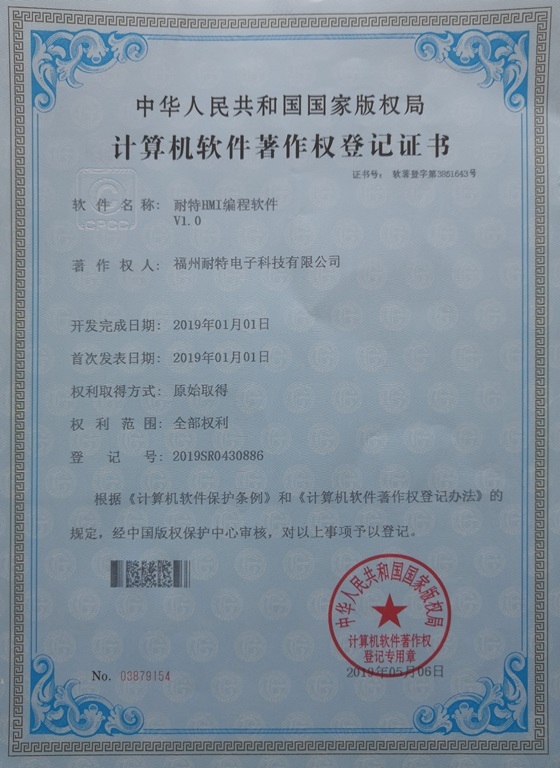 中华人民共和国国家版权局
计算机软件著作权登记证书
证书号： 软著登字第3851643号
CPCC
软件名称： 耐特HMI编程软件
V1.0
著作权人： 福州耐特电子科技有限公司
开发完成日期： 2019年01月01日
首次发表日期： 2019年01月01日
权利取得方式： 原始取得
权利范围： 全部权利
登记号： 2019SR0430886
根据《计算机软件保护条例》和《计算机软件著作权登记办法》的
规定，经中国版权保护中心审核，对以上事项予以登记。
中华人民共和国国家版权局
计算机软件著作权
登记专用章
2019年05月06日
No. 03879154